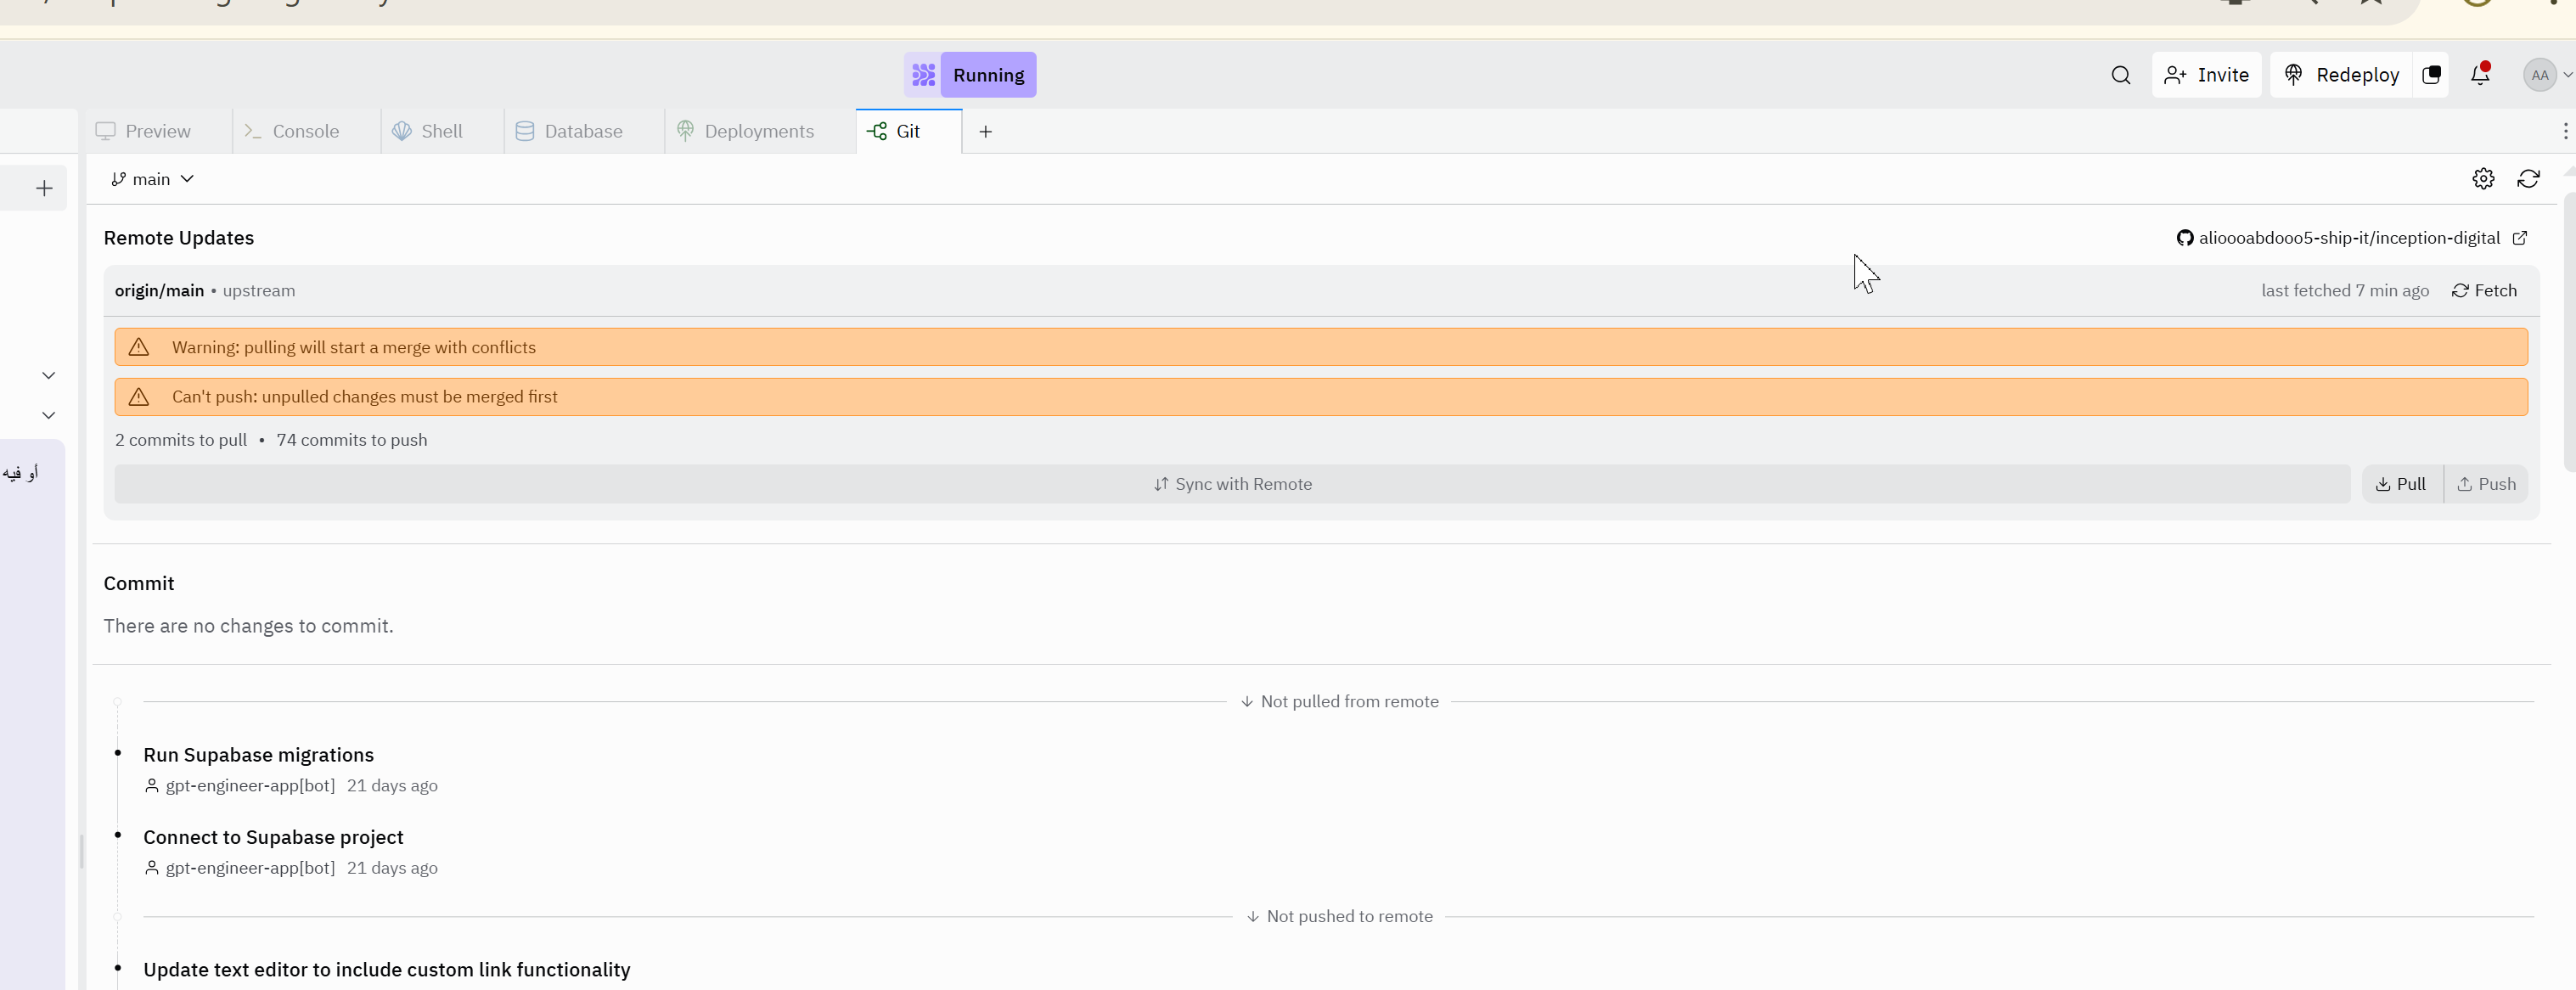 Running
Invite
Redeploy
AA
Preview
Console
Shell
Database
Deployments
Git
main
Remote Updates
alioooabdooo5-ship-it/inception-digital
origin/main • upstream
last fetched 7 min ago
Fetch
Warning: pulling will start a merge with conflicts
Can't push: unpulled changes must be merged first
2 commits to pull • 74 commits to push
أو فيه
Sync with Remote
Pull
Push
Commit
There are no changes to commit.
Not pulled from remote
Run Supabase migrations
gpt-engineer-app[bot] 21 days ago
Connect to Supabase project
gpt-engineer-app[bot] 21 days ago
Not pushed to remote
Update text editor to include custom link functionality